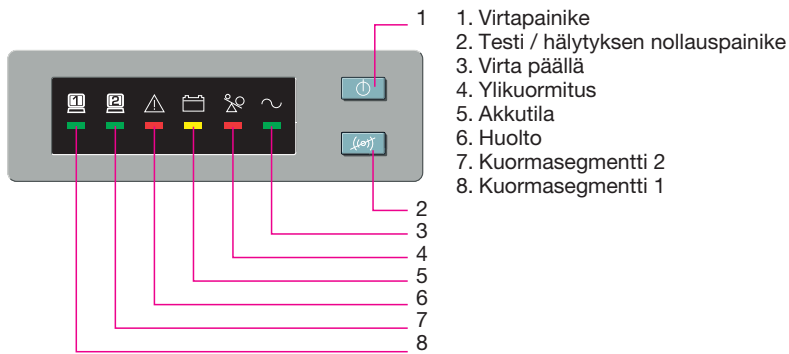 1
1. Virtapainike
2. Testi / hälytyksen nollauspainike
3. Virta päällä
4. Ylikuormitus
5. Akkutila
6. Huolto
7. Kuormasegmentti 2
8. Kuormasegmentti 1
1 2
2
3
4
5
6
7
8